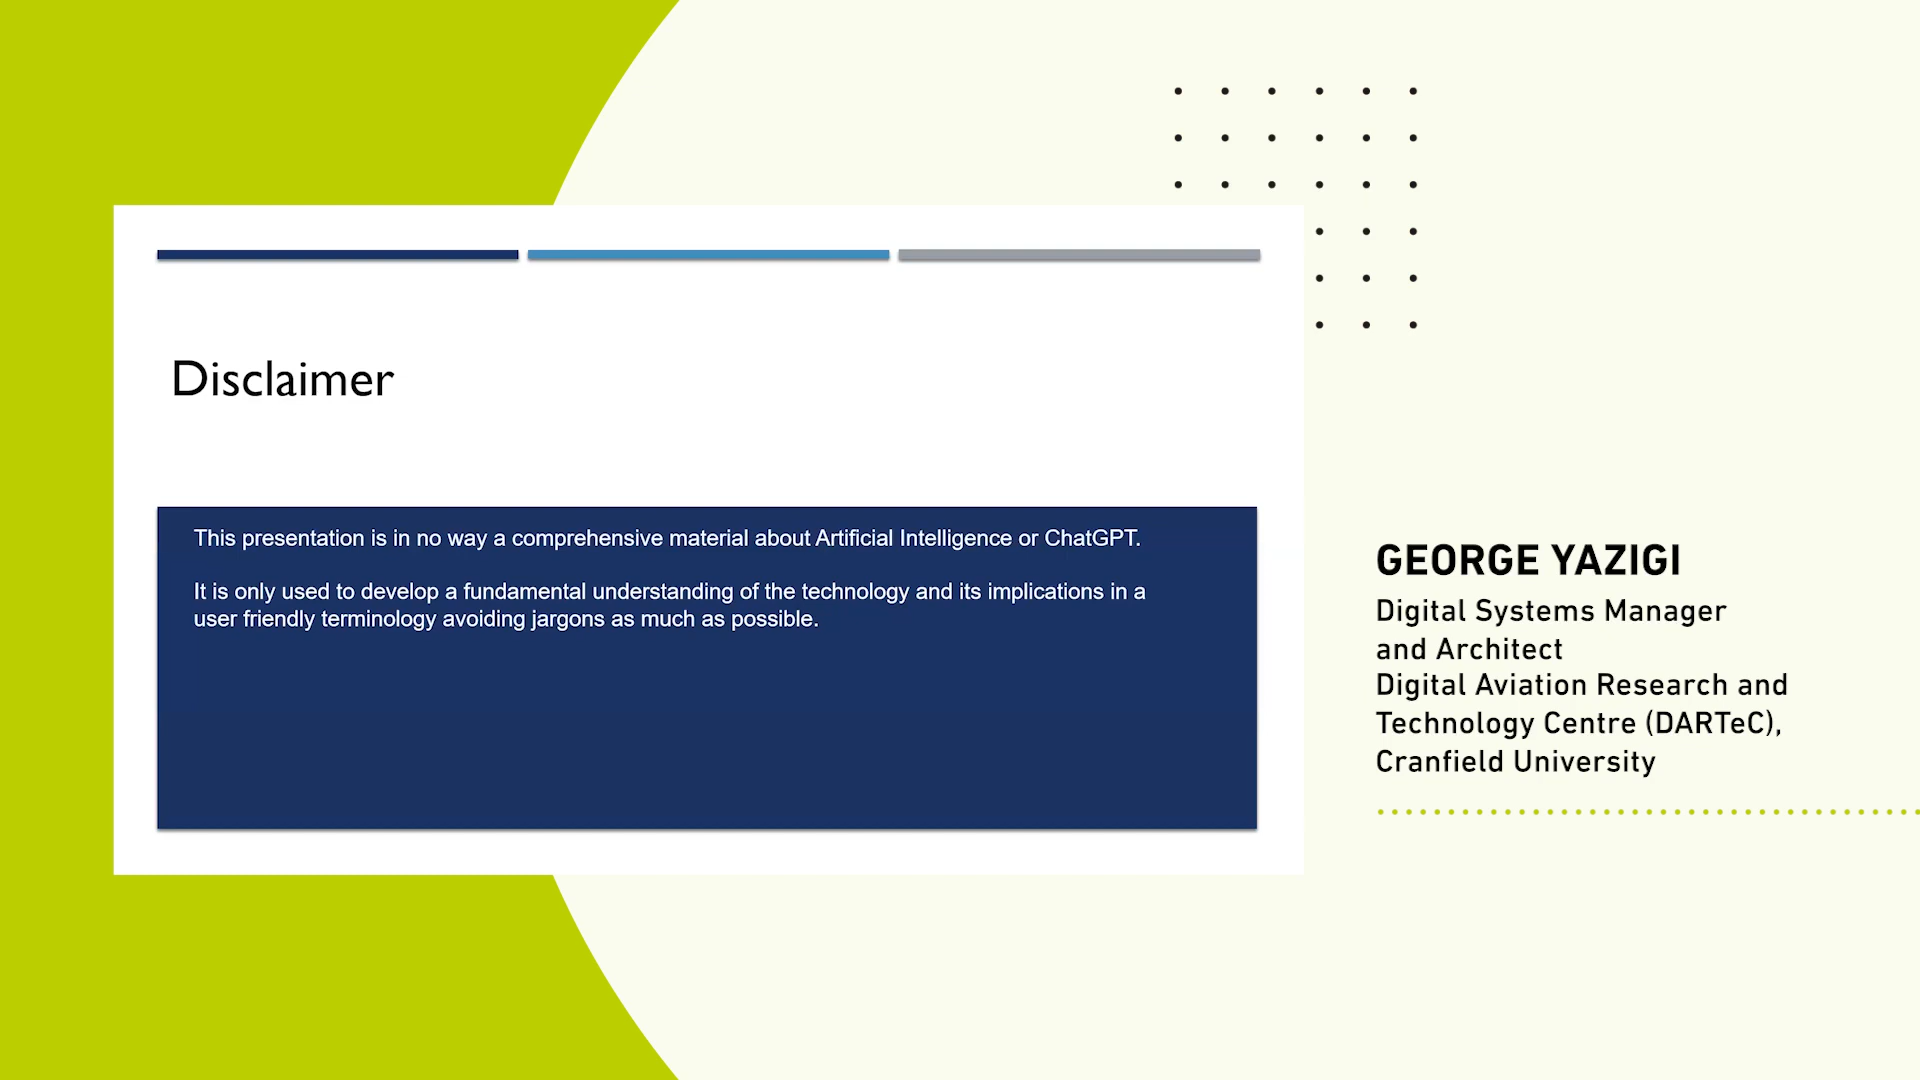 Disclaimer
This presentation is in no way a comprehensive material about Artificial Intelligence or ChatGPT.
It is only used to develop a fundamental understanding of the technology and its implications in a
user friendly terminology avoiding jargons as much as possible.
GEORGE YAZIGI
Digital Systems Manager
and Architect
Digital Aviation Research and
Technology Centre (DARTeC),
Cranfield University